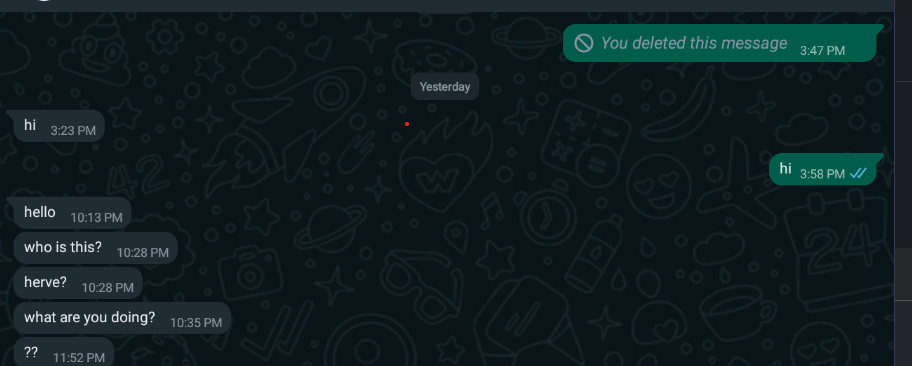 You deleted this message 3:47 PM
Yesterday
hi 3:23 PM
hi 3:58 PM
hello 10:13 PM
who is this? 10:28 PM
herve? 10:28 PM
what are you doing? 10:35 PM
?? 11:52 PM